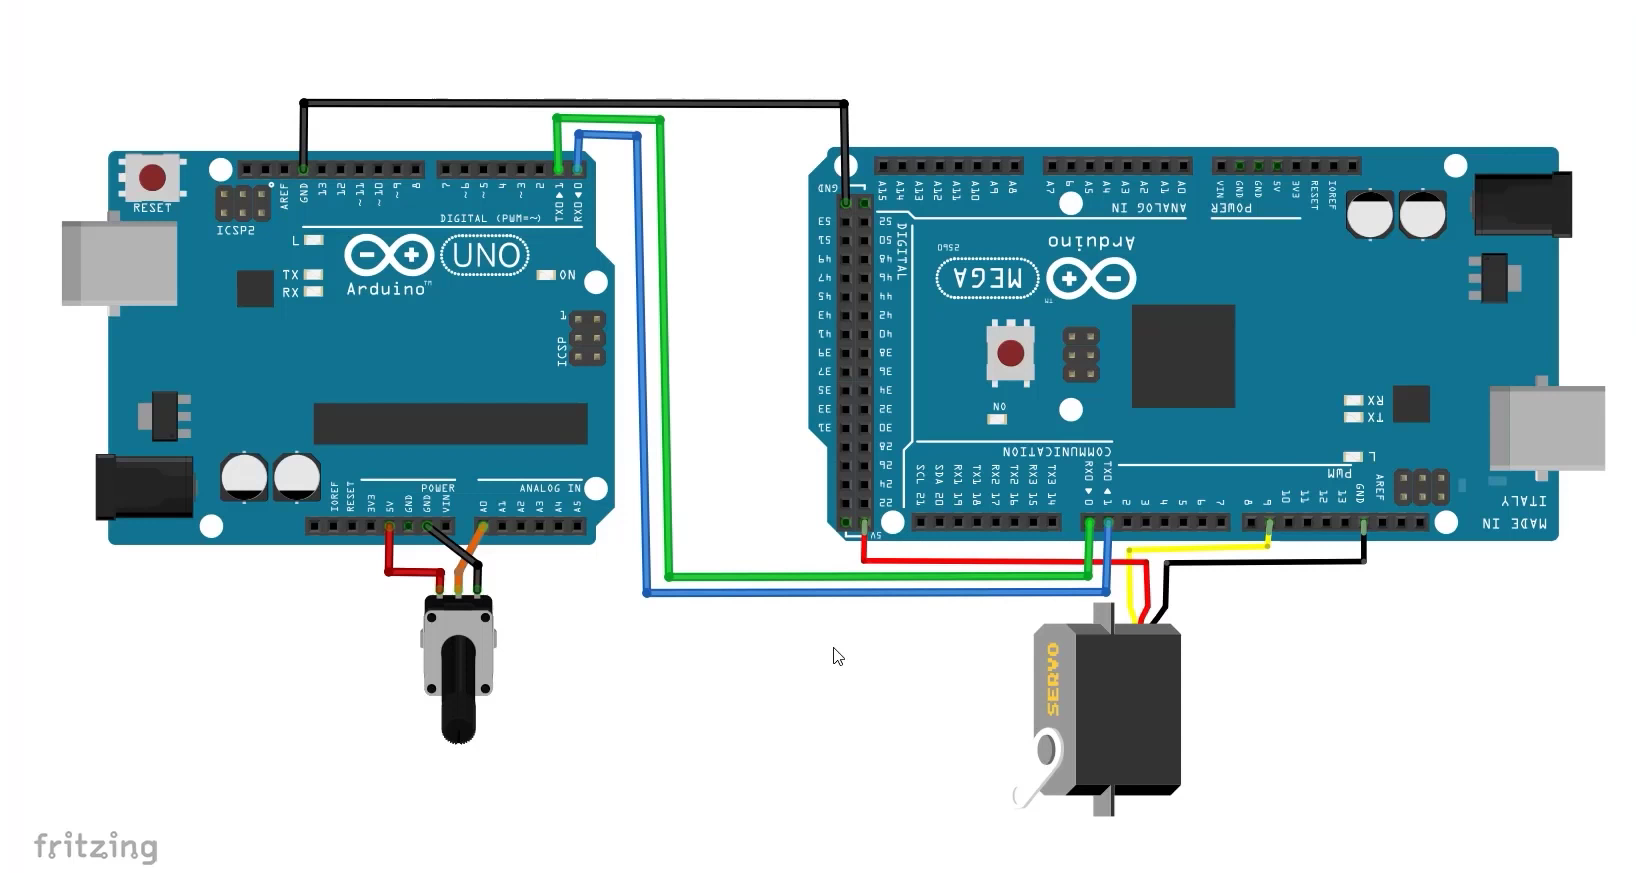 RESET
ICSP2
AREF
GND
13
12
~11
~10
~9
8
7
~6
~5
4
~3
2
TX0 1
RX0 0
DIGITAL (PWM=~)
L
TX
RX
Arduino™
UNO
ON
1
ICSP
IOREF
RESET
3V3
5V
GND
GND
VIN
POWER
A0
A1
A2
A3
A4
A5
ANALOG IN
GND
A15
A14
A13
A12
A11
A10
A9
A8
A7
6
A5
A4
A3
A2
A1
A0
ANALOG IN
VIN
GND
GND
5V
3V3
RESET
IOREF
POWER
53 52
51 50
49 48
47 46
45 44
43 42
41 40
39 38
37 36
35 34
33 32
31 30
28
26
24
22
5V
DIGITAL
2560
MEGA
Arduino
™
ON
COMMUNICATION
SCL 21
SDA 20
RX1 19
TX1 18
RX2 17
TX2 16
RX3 15
TX3 14
RX0 0
TX0 1
2
3
4
5
6
7
8
9
10
11
12
13
GND
AREF
PWM
RX
TX
L
MADE IN
ITALY
SERVO
fritzing